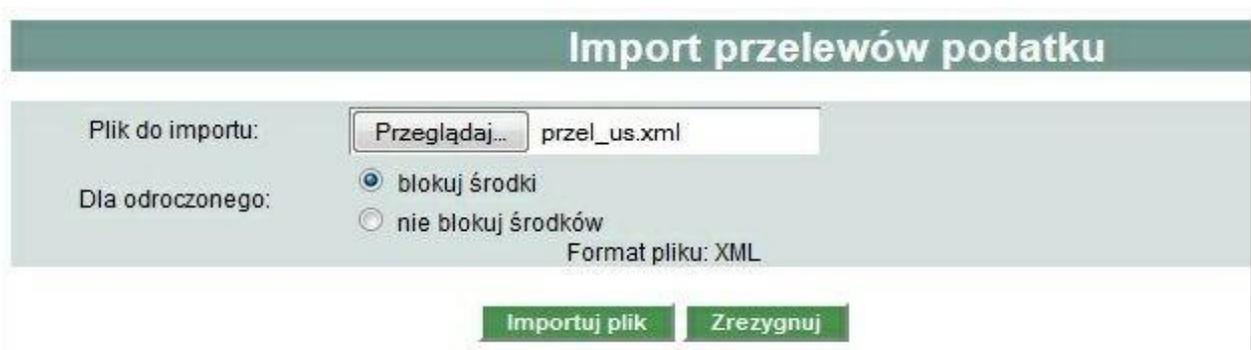 Import przelewów podatku
Plik do importu: Przeglądaj... przel_us.xml
Dla odroczonego: blokuj środki
nie blokuj środków
Format pliku: XML
Importuj plik Zrezygnuj